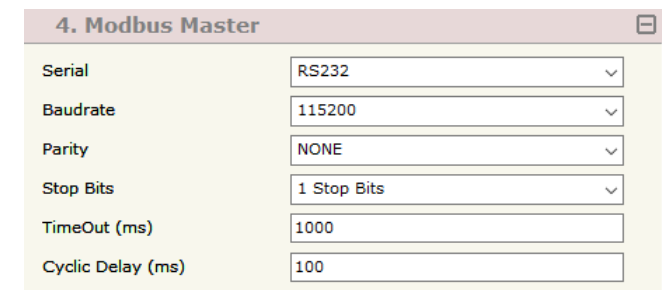 4. Modbus Master
Serial RS232
Baudrate 115200
Parity NONE
Stop Bits 1 Stop Bits
TimeOut (ms) 1000
Cyclic Delay (ms) 100